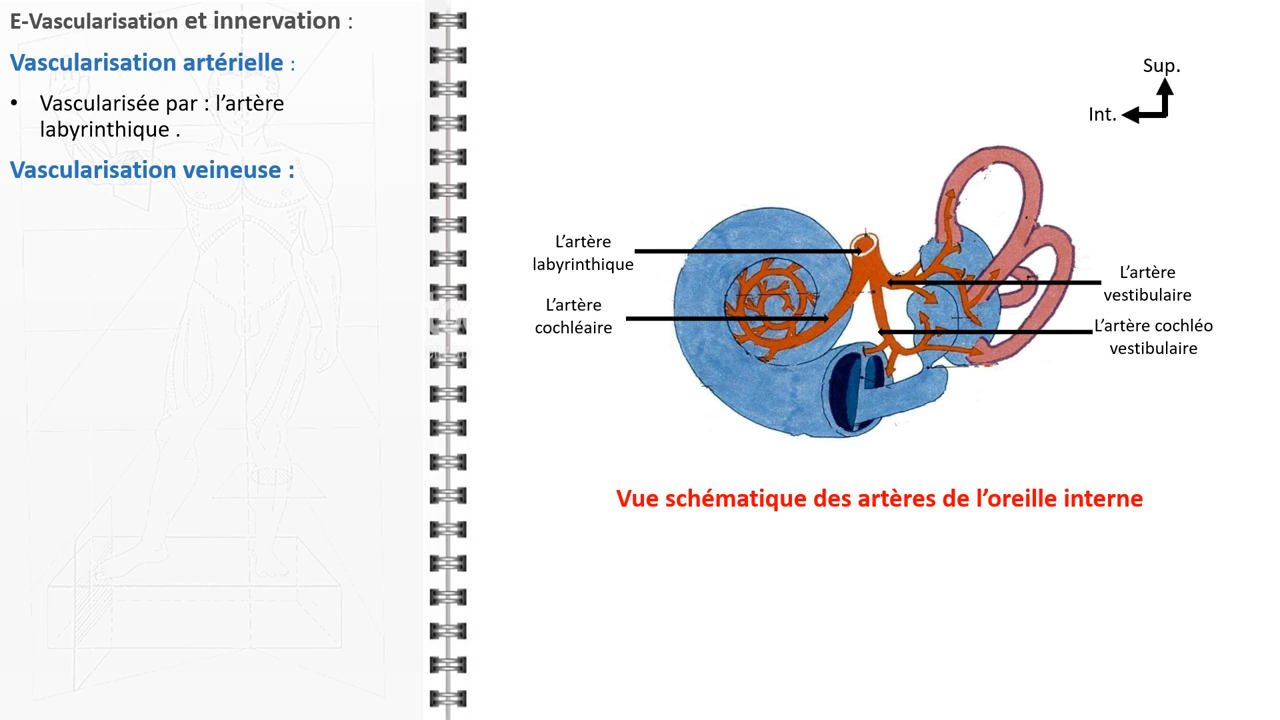 E-Vascularisation et innervation :
Vascularisation artérielle :
• Vascularisée par : l’artère
labyrinthique .
Vascularisation veineuse :
Sup.
Int.
L’artère
labyrinthique
L’artère
cochléaire
L’artère
vestibulaire
L’artère cochléo
vestibulaire
Vue schématique des artères de l’oreille interne